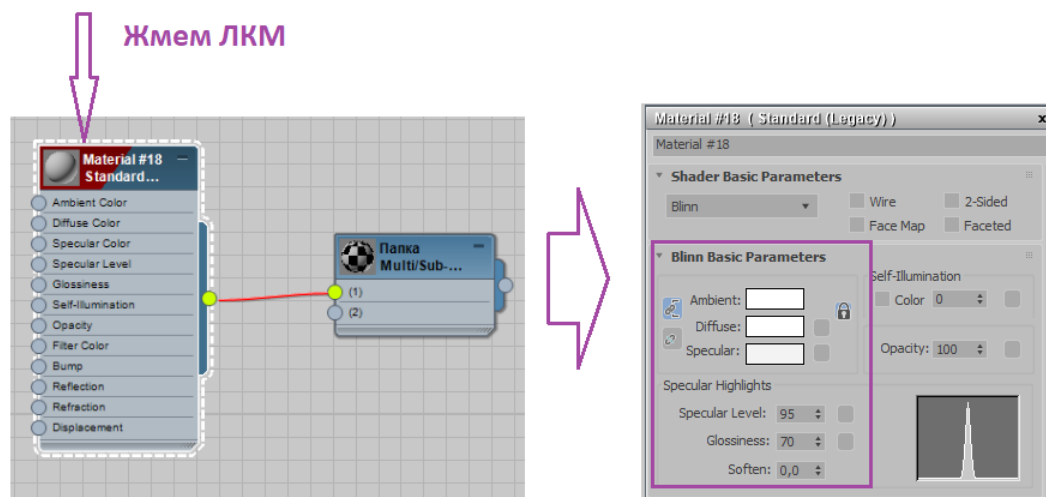 Жмем ЛКМ
Material #18
Standard...
Ambient Color
Diffuse Color
Specular Color
Specular Level
Glossiness
Self-Illumination
Opacity
Filter Color
Bump
Reflection
Refraction
Displacement
Папка
Multi/Sub-...
(1)
(2)
Material #18 ( Standard (Legacy) ) x
Material #18
Shader Basic Parameters
Blinn
Wire
2-Sided
Face Map
Faceted
Blinn Basic Parameters
Ambient:
Diffuse:
Specular:
Self-Illumination
Color 0
Opacity: 100
Specular Highlights
Specular Level: 95
Glossiness: 70
Soften: 0,0